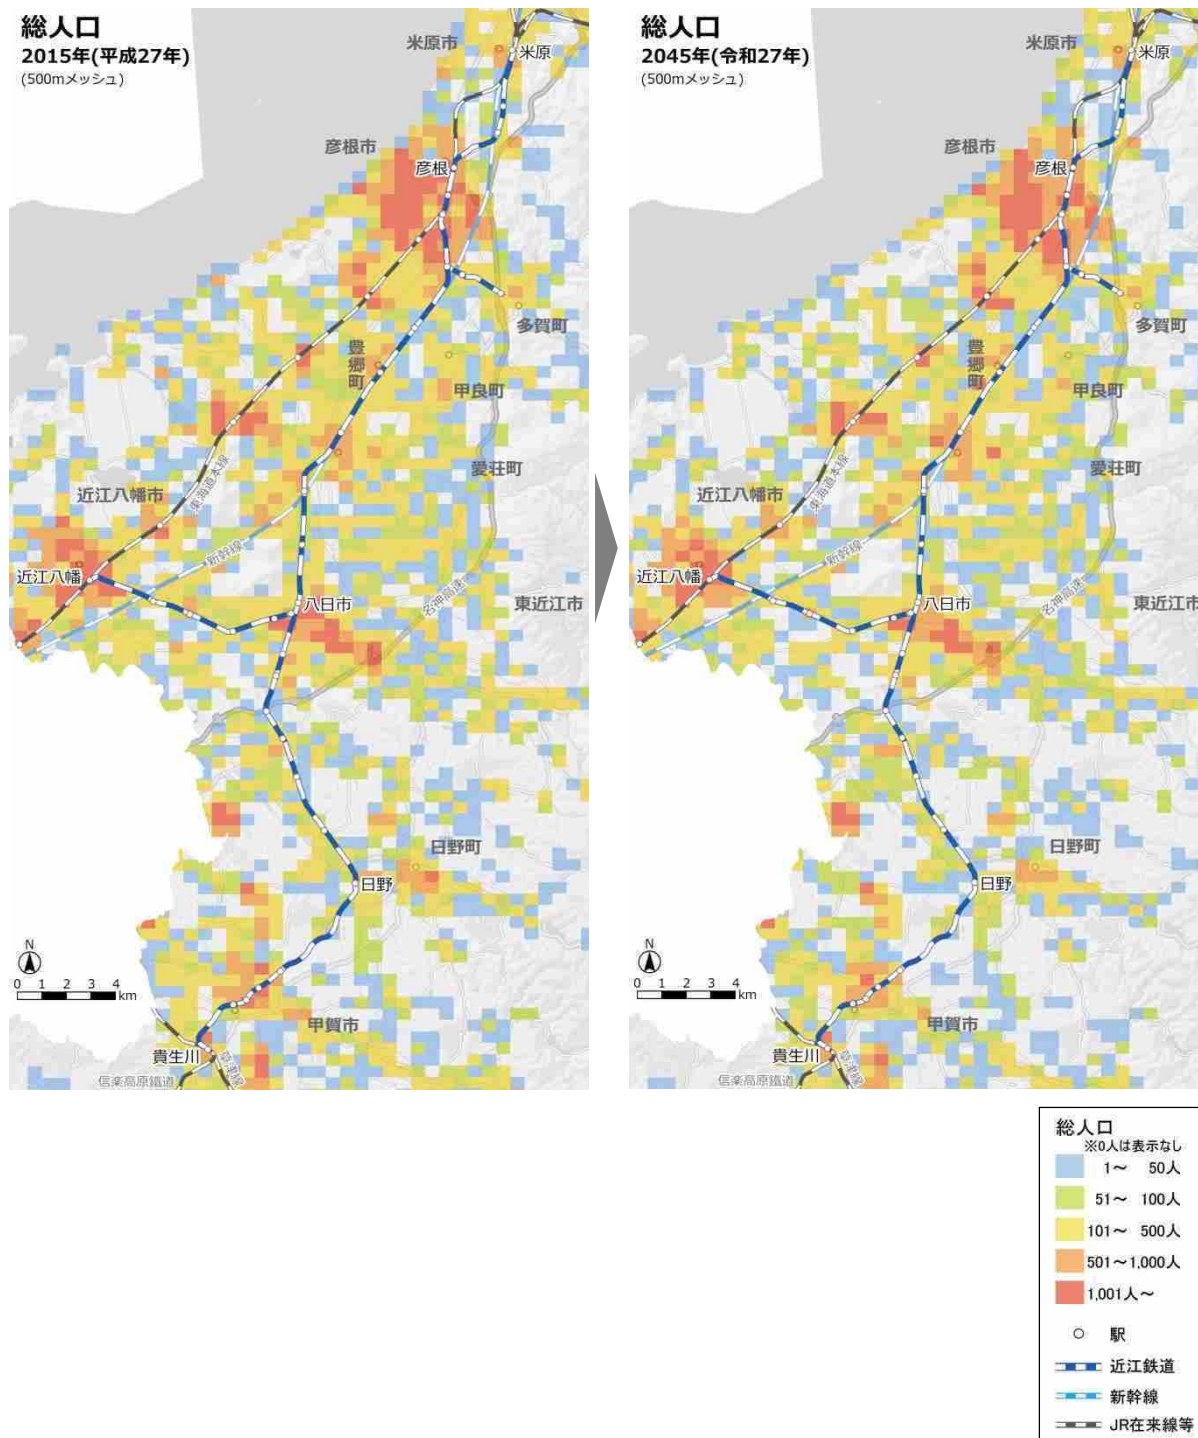 総人口
2015年(平成27年)
(500mメッシュ)
米原市
米原
彦根市
彦根
多賀町
豊郷町
甲良町
愛荘町
東海道本線
近江八幡市
新幹線
近江八幡
八日市
名神高速
東近江市
日野町
日野
N
0 1 2 3 4 km
甲賀市
貴生川
草津線
信楽高原鐵道
総人口
2045年(令和27年)
(500mメッシュ)
米原市
米原
彦根市
彦根
多賀町
豊郷町
甲良町
愛荘町
東海道本線
近江八幡市
新幹線
近江八幡
八日市
名神高速
東近江市
日野町
日野
N
0 1 2 3 4 km
甲賀市
貴生川
草津線
信楽高原鐵道
総人口
※0人は表示なし
1～ 50人
51～ 100人
101～ 500人
501～1,000人
1,001人～
駅
近江鉄道
新幹線
JR在来線等